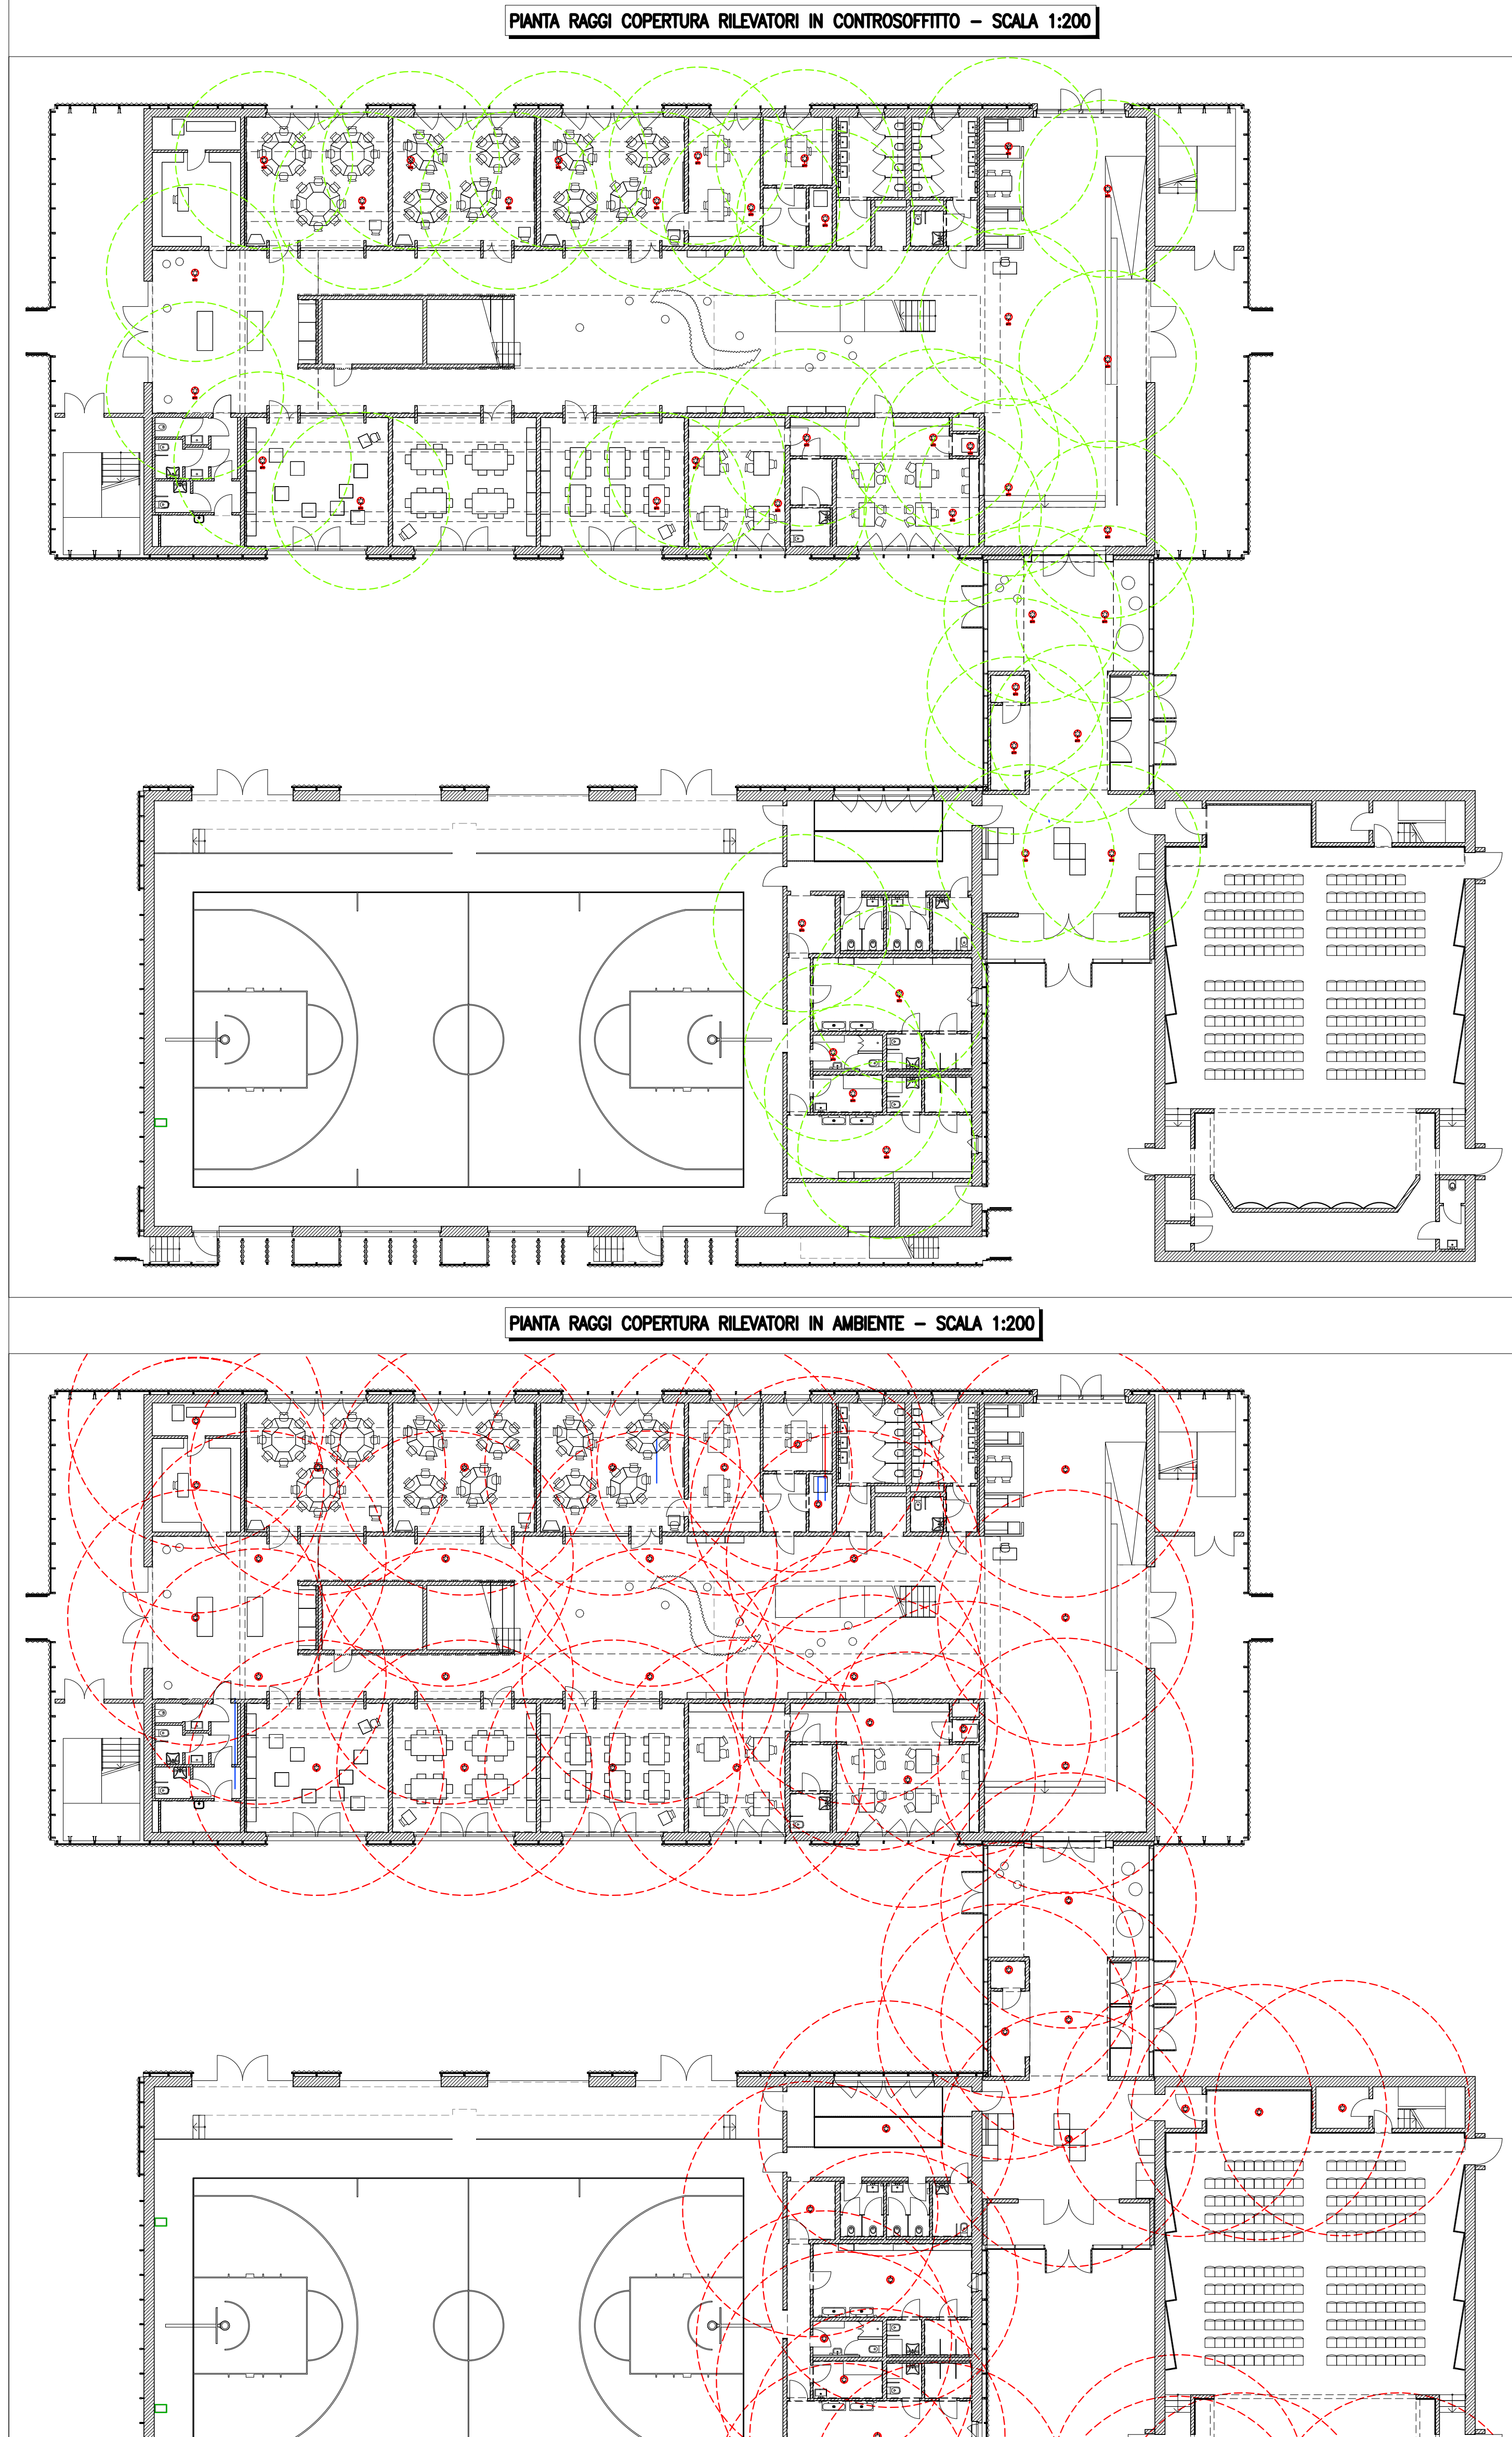 PIANTA RAGGI COPERTURA RILEVATORI IN CONTROSOFFITTO – SCALA 1:200
PIANTA RAGGI COPERTURA RILEVATORI IN AMBIENTE – SCALA 1:200